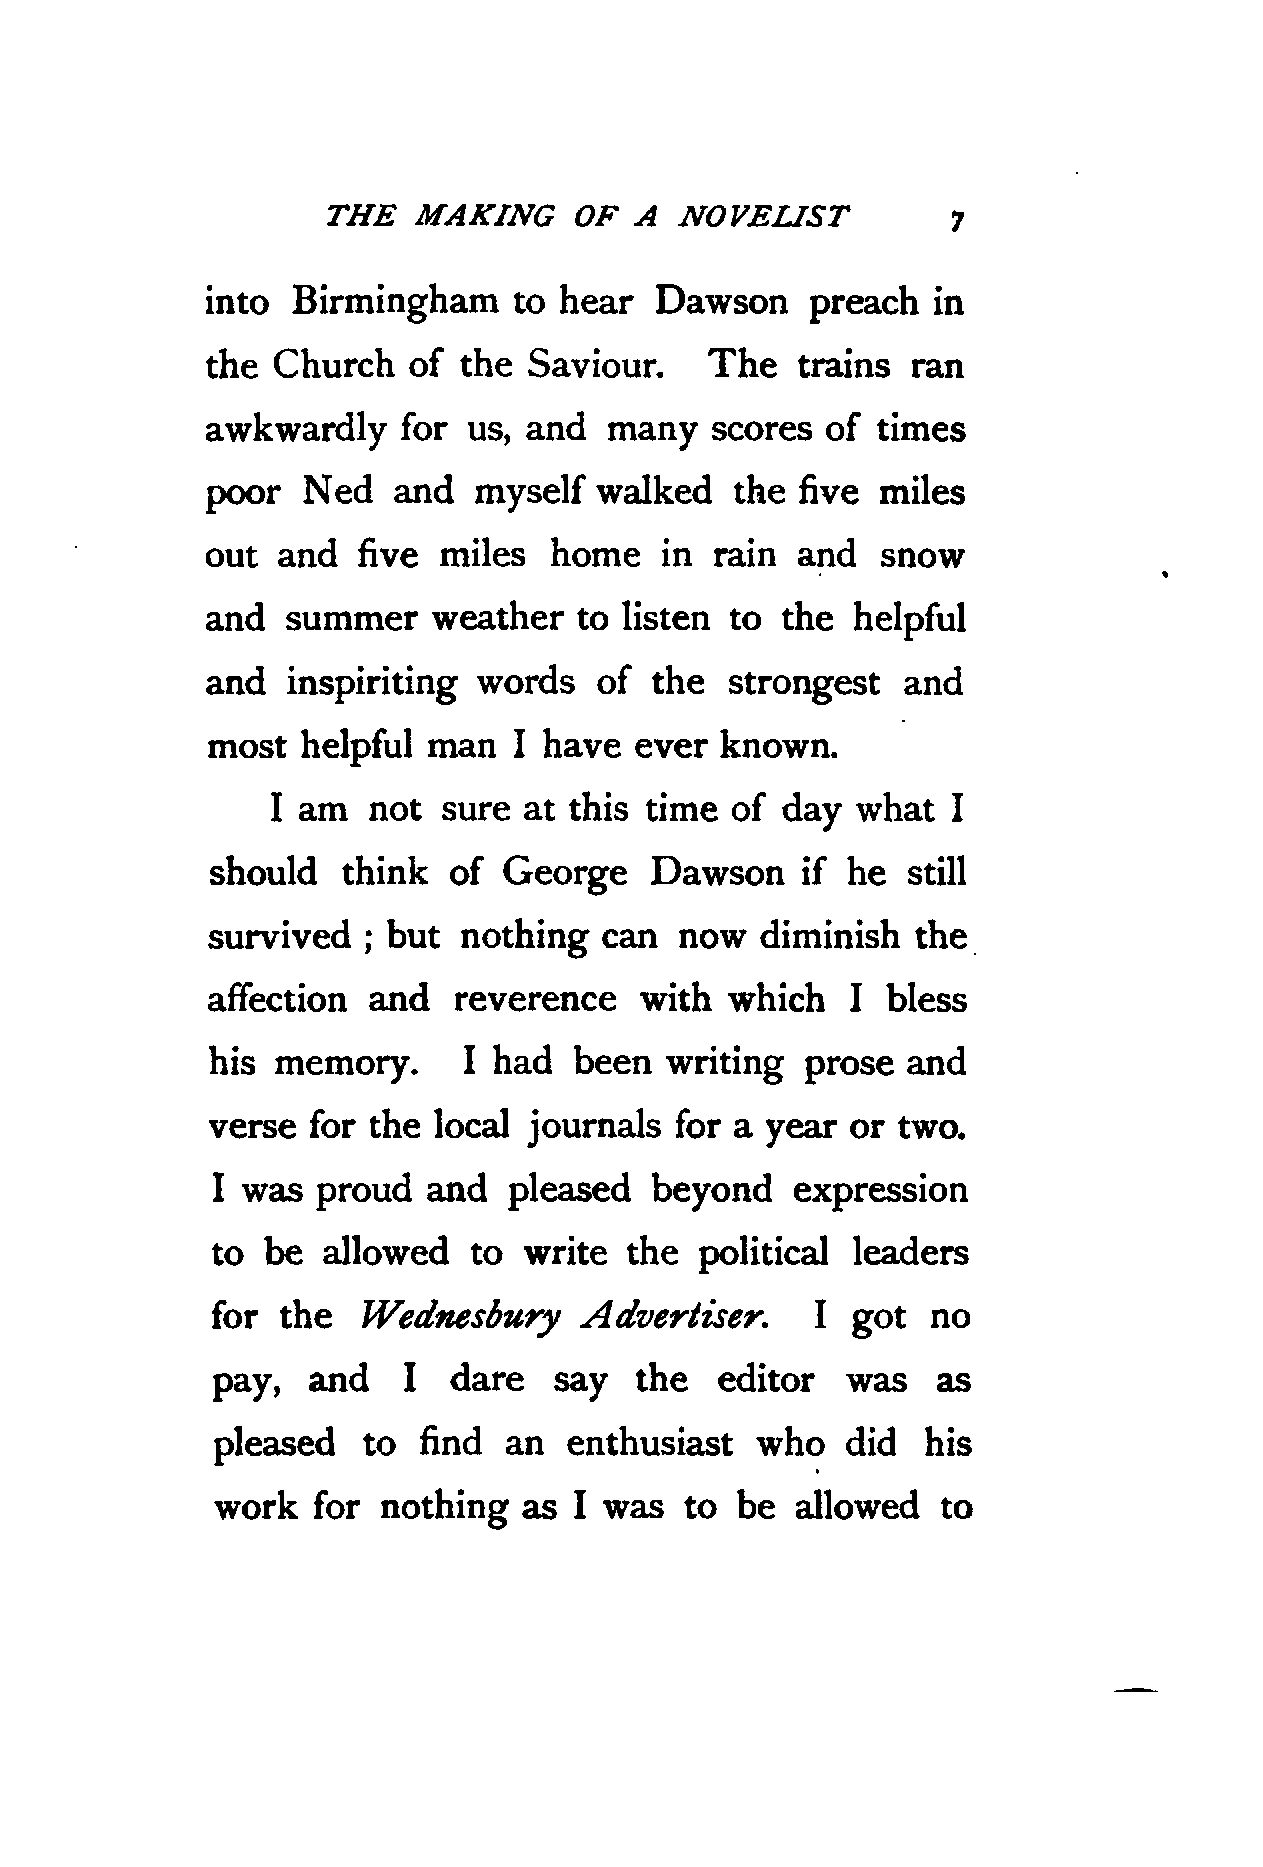 THE MAKING OF A NOVELIST 7
into Birmingham to hear Dawson preach in
the Church of the Saviour. The trains ran
awkwardly for us, and many scores of times
poor Ned and myself walked the five miles
out and five miles home in rain and snow
and summer weather to listen to the helpful
and inspiriting words of the strongest and
most helpful man I have ever known.
I am not sure at this time of day what I
should think of George Dawson if he still
survived ; but nothing can now diminish the
affection and reverence with which I bless
his memory. I had been writing prose and
verse for the local journals for a year or two.
I was proud and pleased beyond expression
to be allowed to write the political leaders
for the Wednesbury Advertiser. I got no
pay, and I dare say the editor was as
pleased to find an enthusiast who did his
work for nothing as I was to be allowed to